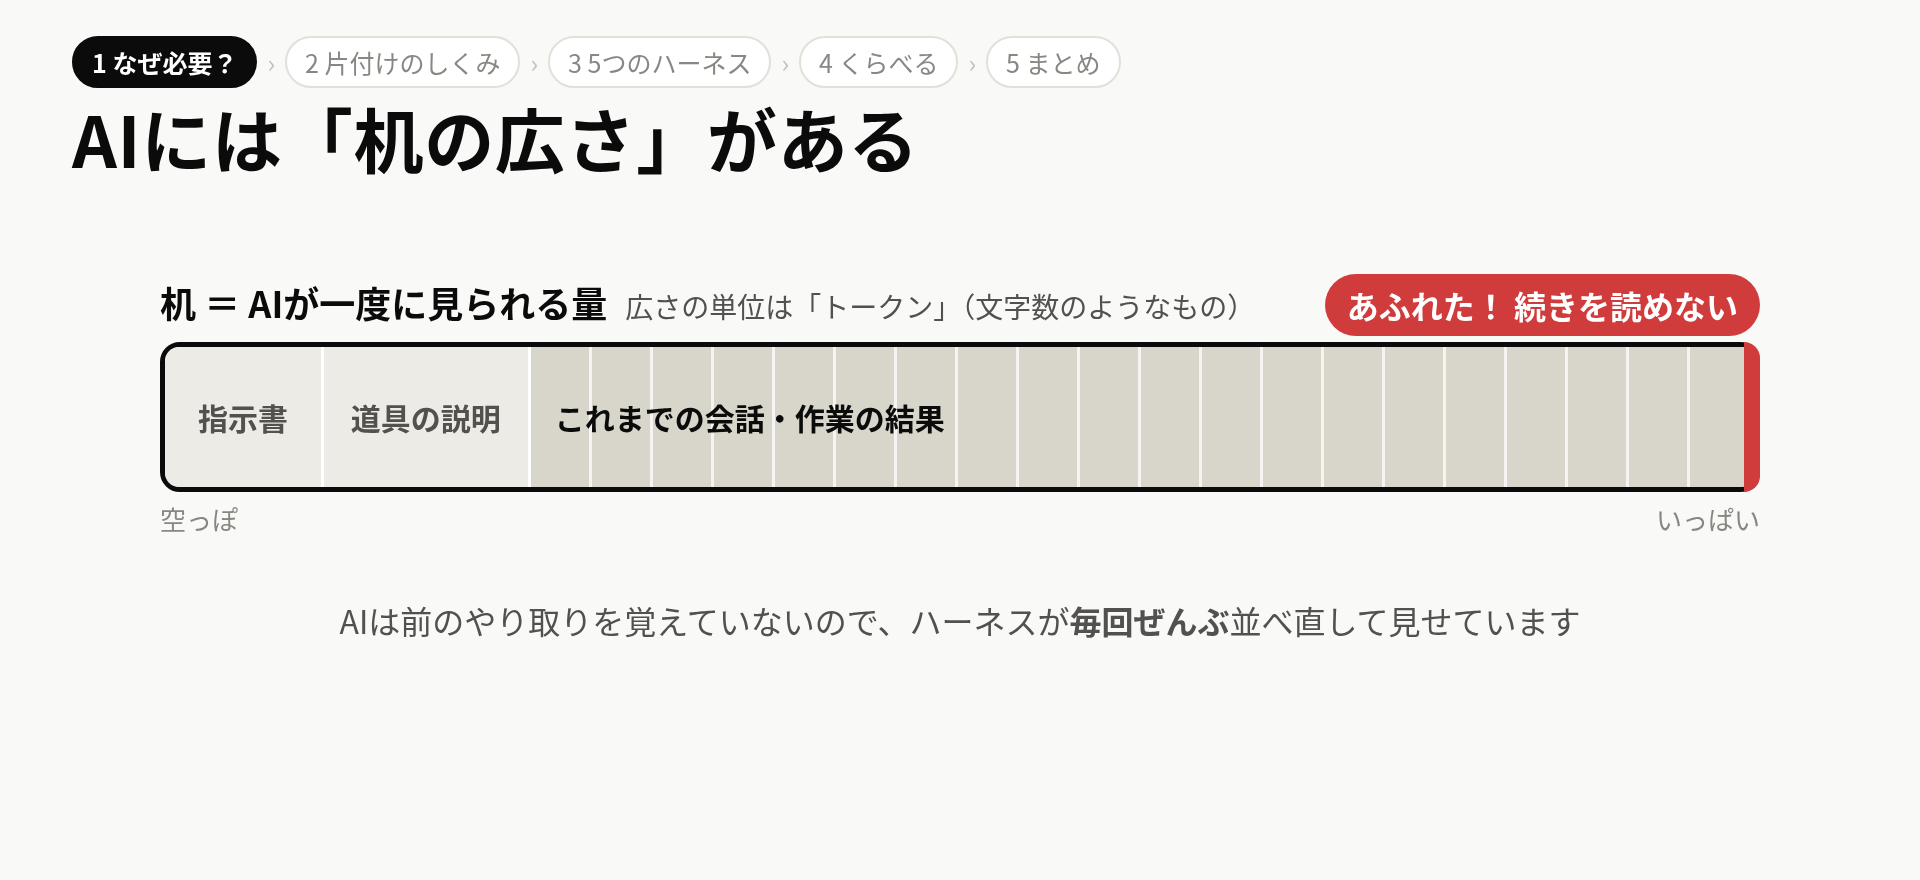 1 なぜ必要？ › 2 片付けのしくみ › 3 5つのハーネス › 4 くらべる › 5 まとめ
AIには「机の広さ」がある
机 ＝ AIが一度に見られる量 広さの単位は「トークン」（文字数のようなもの） あふれた！ 続きを読めない
指示書 道具の説明 これまでの会話・作業の結果
空っぽ いっぱい
AIは前のやり取りを覚えていないので、ハーネスが毎回ぜんぶ並べ直して見せています